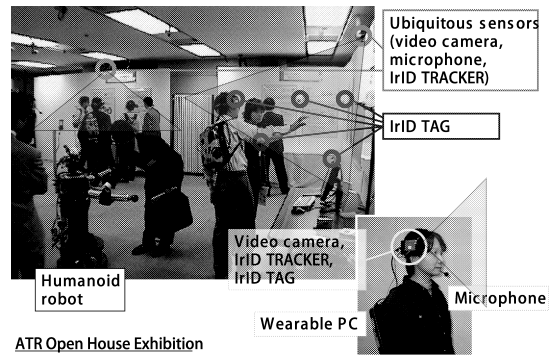 Ubiquitous sensors
(video camera,
microphone,
IrID TRACKER)
IrID TAG
Video camera,
IrID TRACKER,
IrID TAG
Humanoid
robot
Microphone
Wearable PC
ATR Open House Exhibition